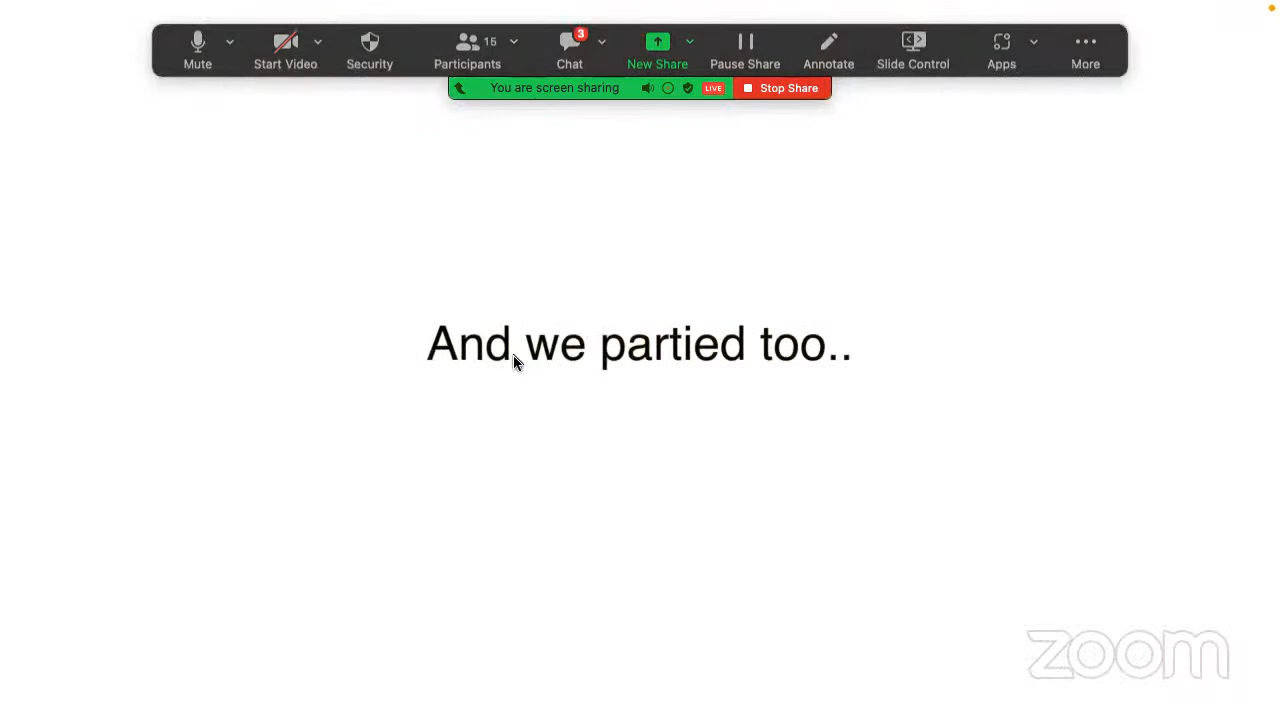 Mute
Start Video
Security
Participants 15
Chat 3
New Share
Pause Share
Annotate
Slide Control
Apps
More
You are screen sharing LIVE Stop Share
And we partied too..
zoom